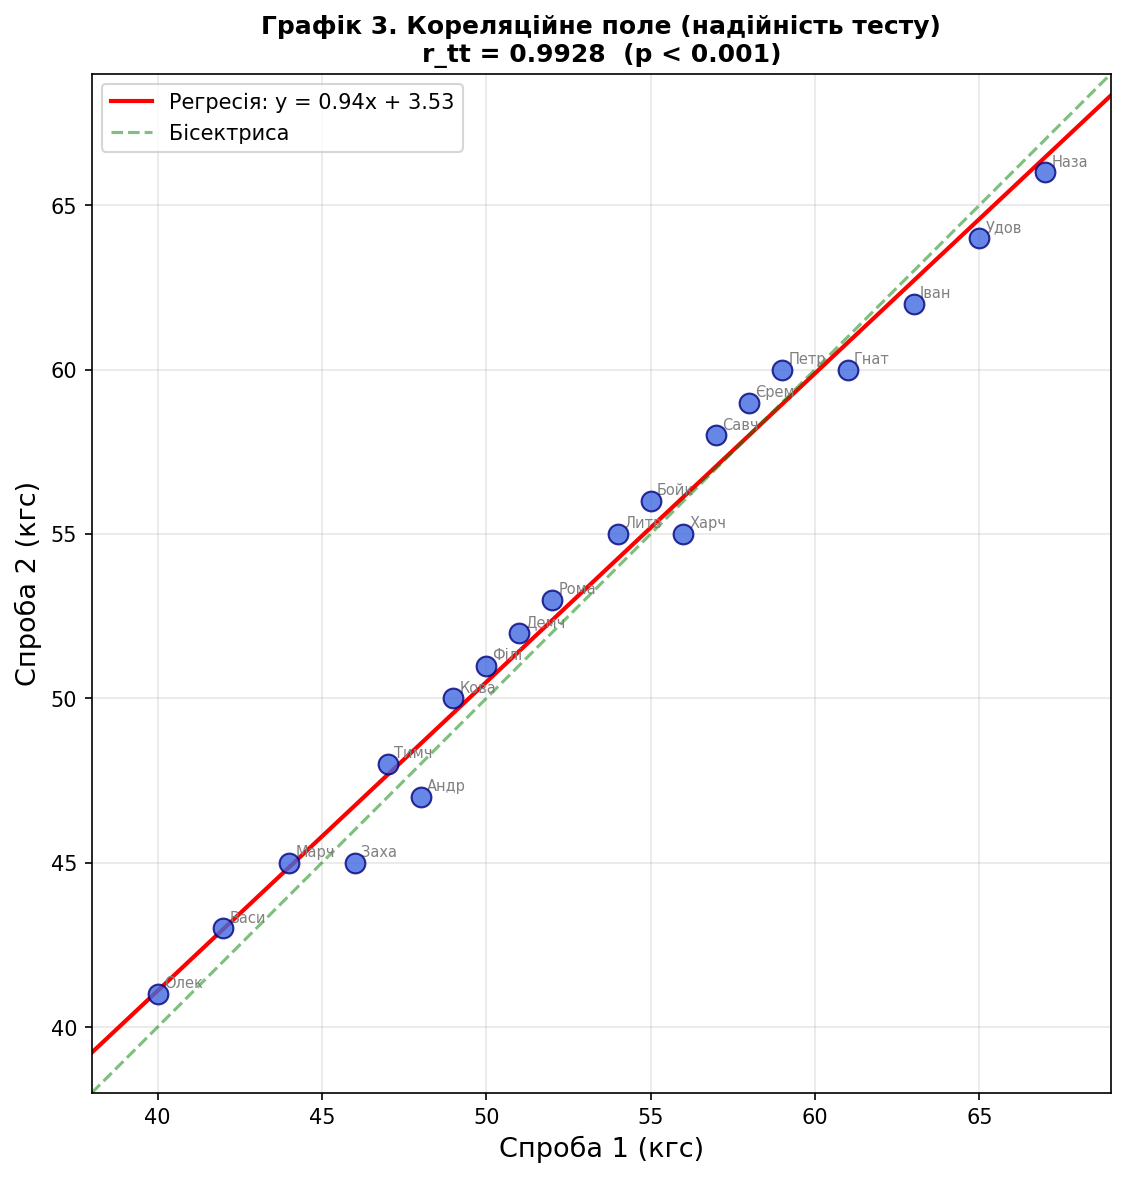 Графік 3. Кореляційне поле (надійність тесту)
r_tt = 0.9928 (p < 0.001)
Регресія: y = 0.94x + 3.53
Бісектриса
Наза
Удов
Іван
Петр
Гнат
Єрем
Савч
Бойк
Литв
Харч
Рома
Демч
Філі
Кова
Тимч
Андр
Марч
Заха
Васи
Олек
65
60
55
50
45
40
Спроба 2 (кгс)
40 45 50 55 60 65
Спроба 1 (кгс)